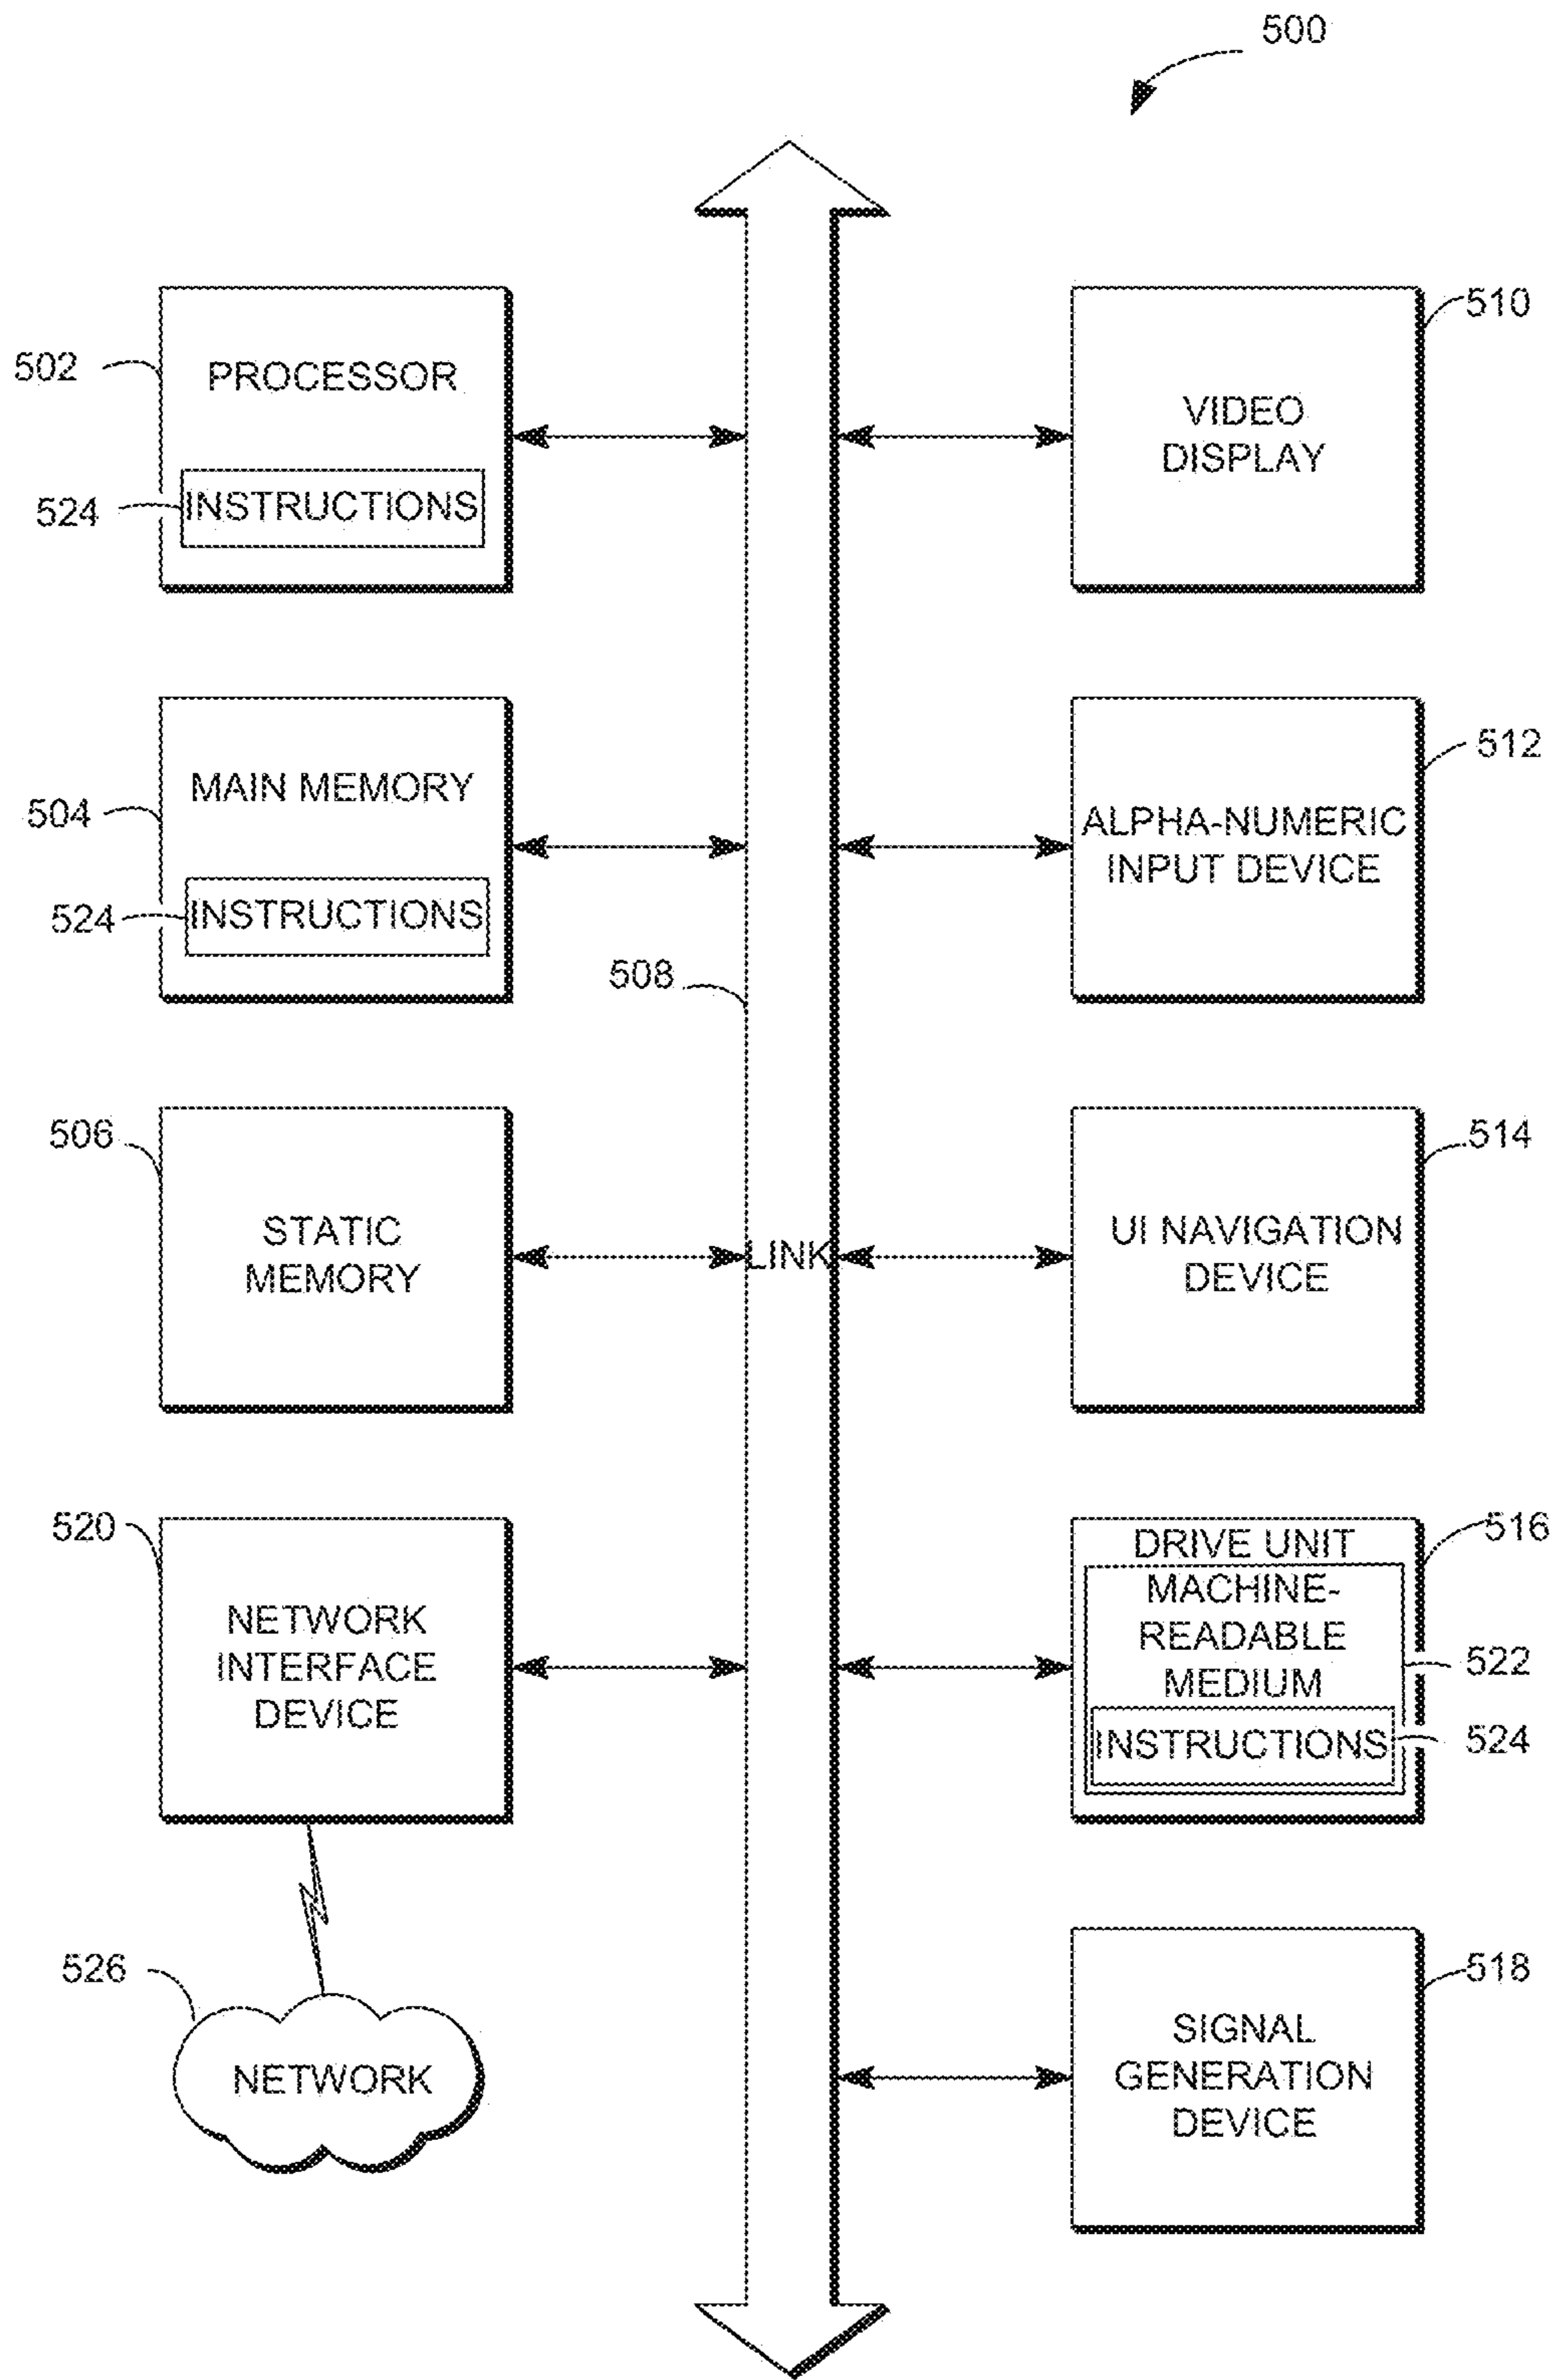 500
502
PROCESSOR
524
INSTRUCTIONS
510
VIDEO
DISPLAY
504
MAIN MEMORY
524
INSTRUCTIONS
512
ALPHA-NUMERIC
INPUT DEVICE
508
LINK
506
STATIC
MEMORY
514
UI NAVIGATION
DEVICE
520
NETWORK
INTERFACE
DEVICE
516
DRIVE UNIT
MACHINE-
READABLE
MEDIUM
522
INSTRUCTIONS
524
526
NETWORK
518
SIGNAL
GENERATION
DEVICE